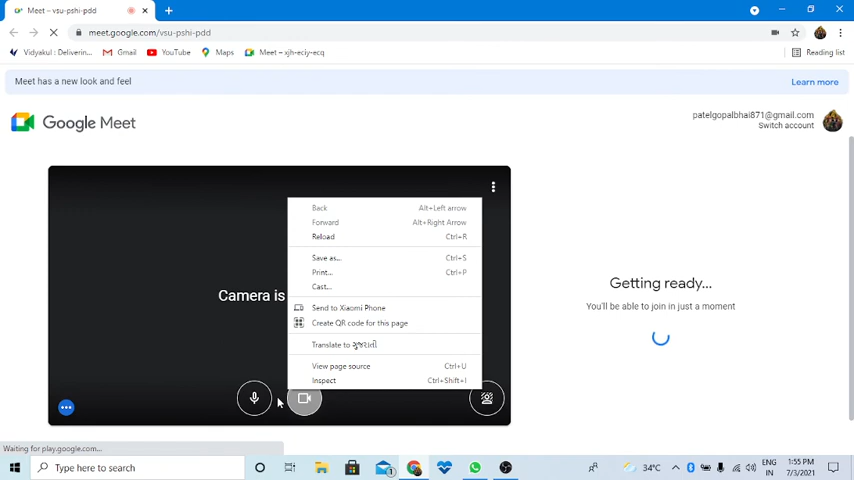 Meet – vsu-pshi-pdd
meet.google.com/vsu-pshi-pdd
Vidyakul : Deliverin...
Gmail
YouTube
Maps
Meet – xjh-eciy-ecq
Reading list
Meet has a new look and feel
Learn more
Google Meet
patelgopalbhai871@gmail.com
Switch account
Back Alt+Left arrow
Forward Alt+Right Arrow
Reload Ctrl+R
Save as... Ctrl+S
Print... Ctrl+P
Cast...
Send to Xiaomi Phone
Create QR code for this page
Translate to ગુજરાતી
View page source Ctrl+U
Inspect Ctrl+Shift+I
Camera is
Getting ready...
You'll be able to join in just a moment
Waiting for play.google.com...
Type here to search
1
34°C
ENG
IN
1:55 PM
7/3/2021